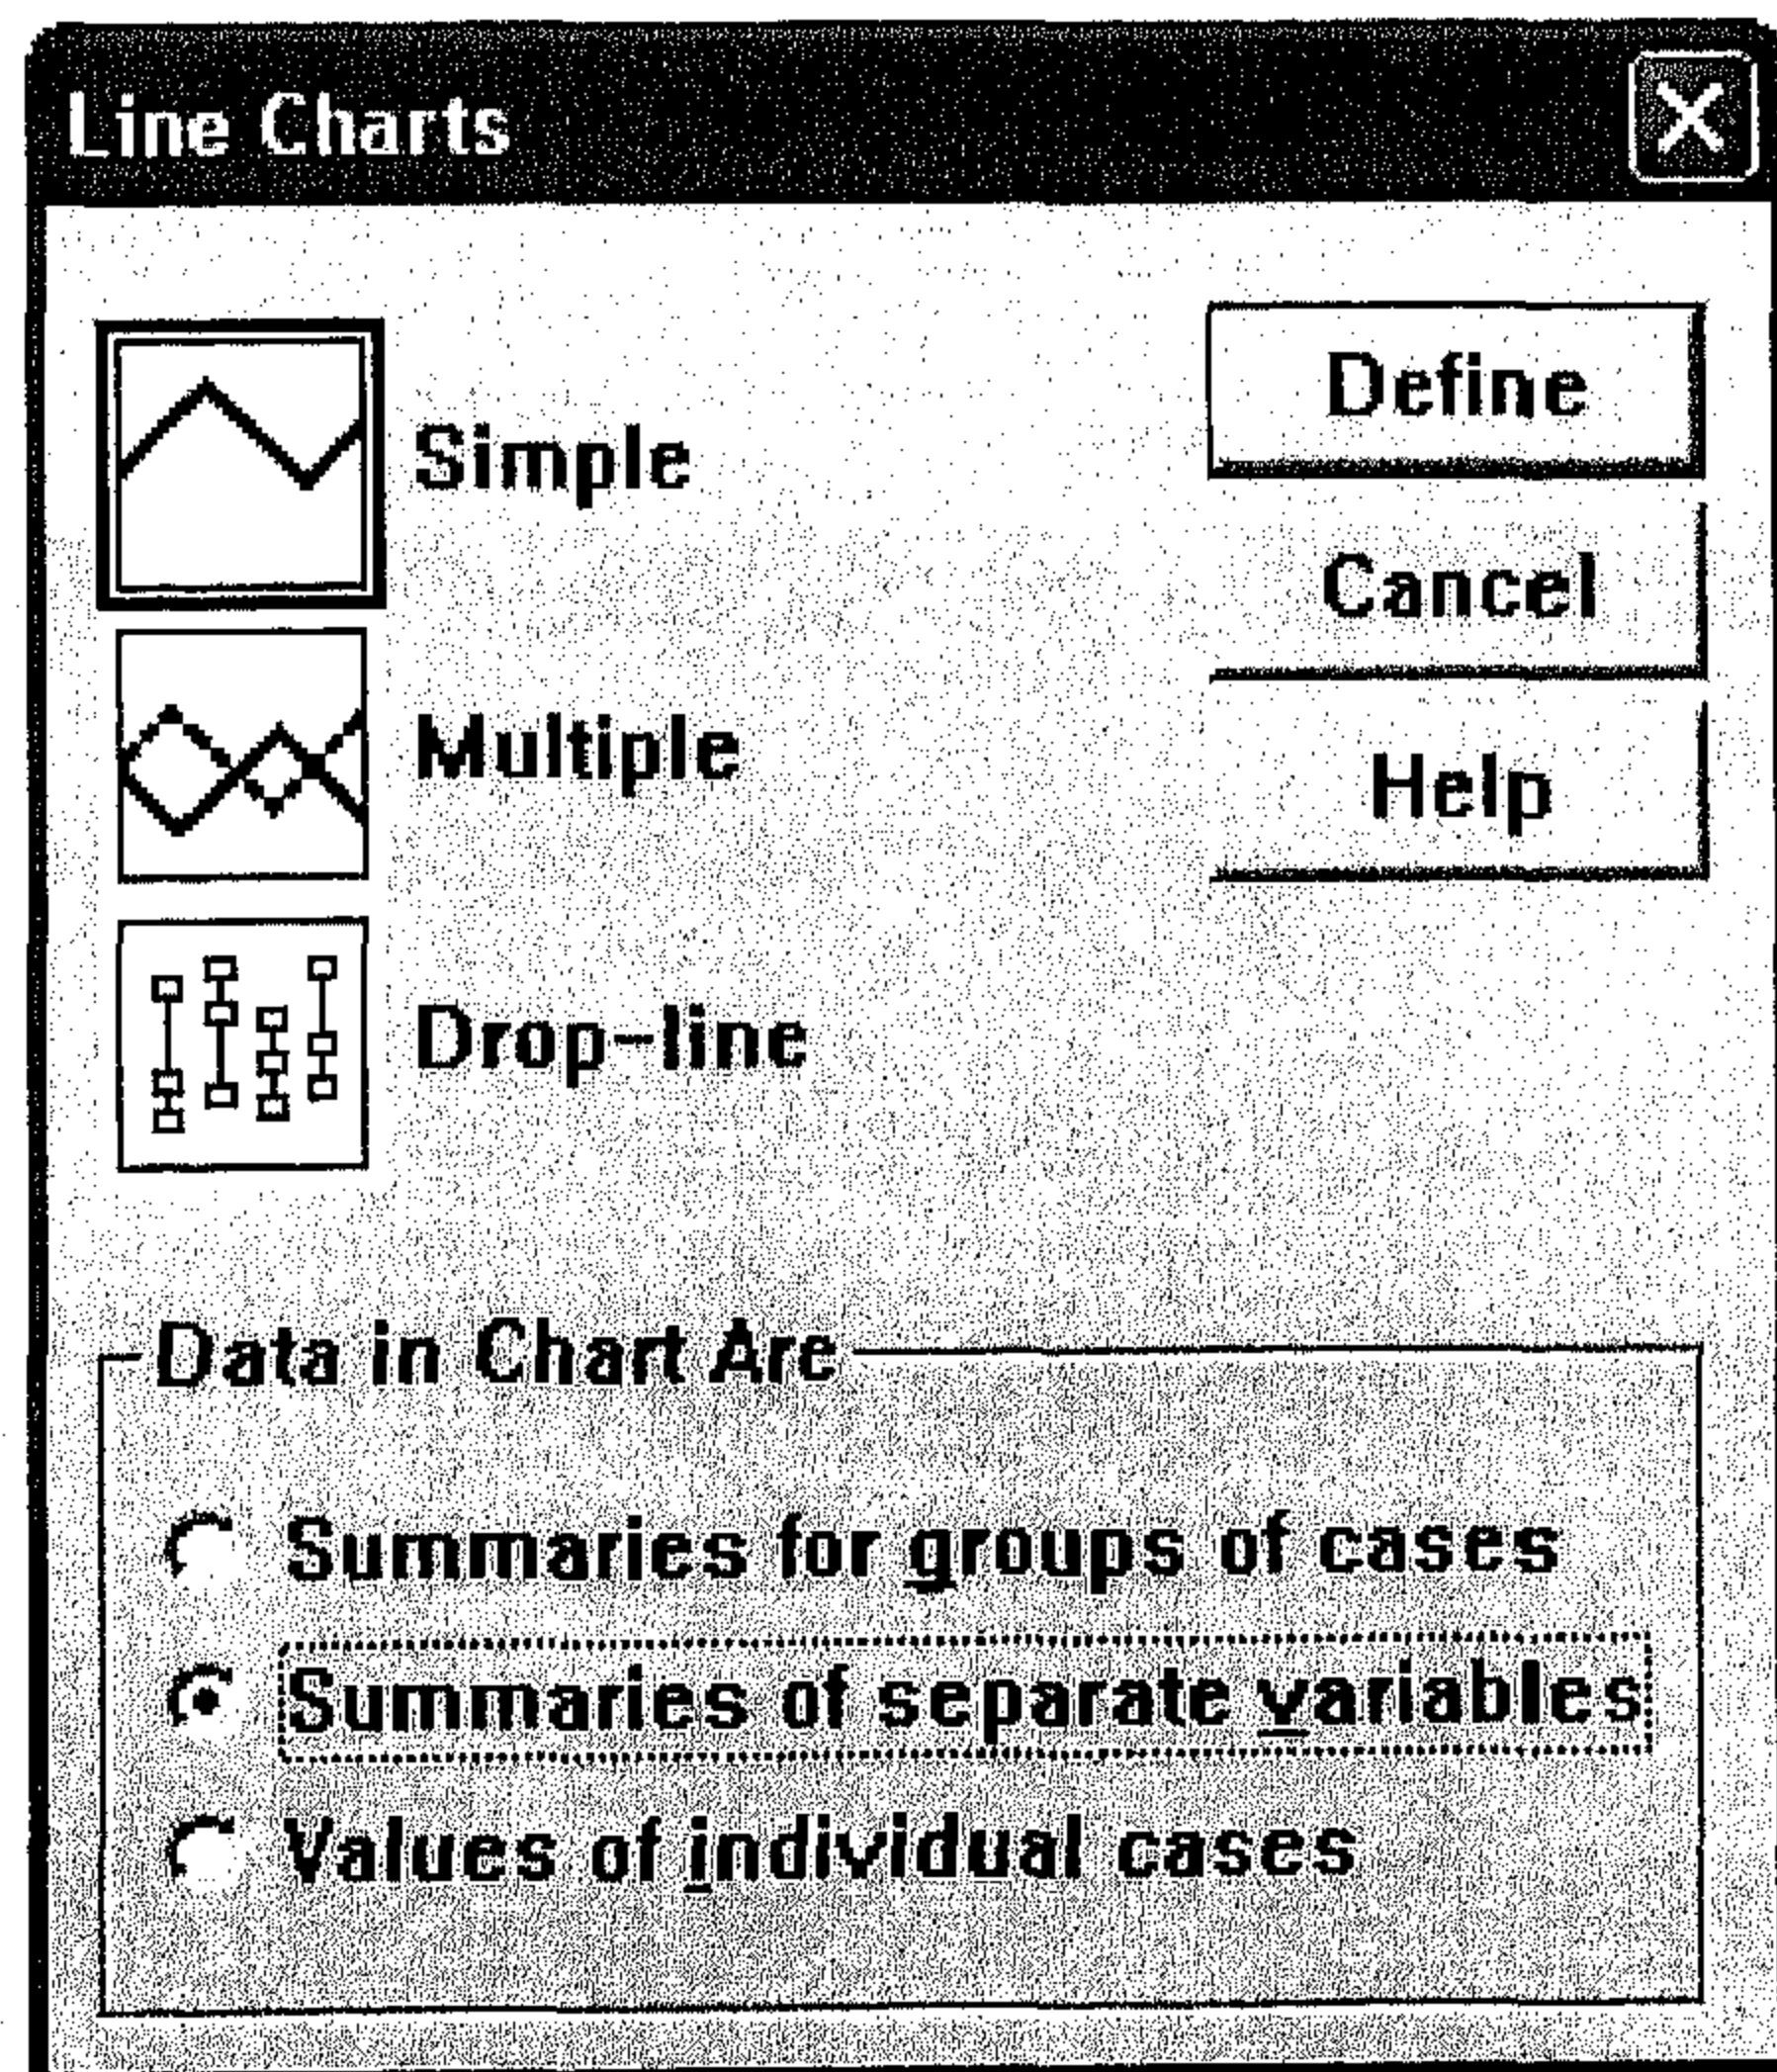 Line Charts
Simple
Multiple
Drop-line
Define
Cancel
Help
Data in Chart Are
Summaries for groups of cases
Summaries of separate variables
Values of individual cases